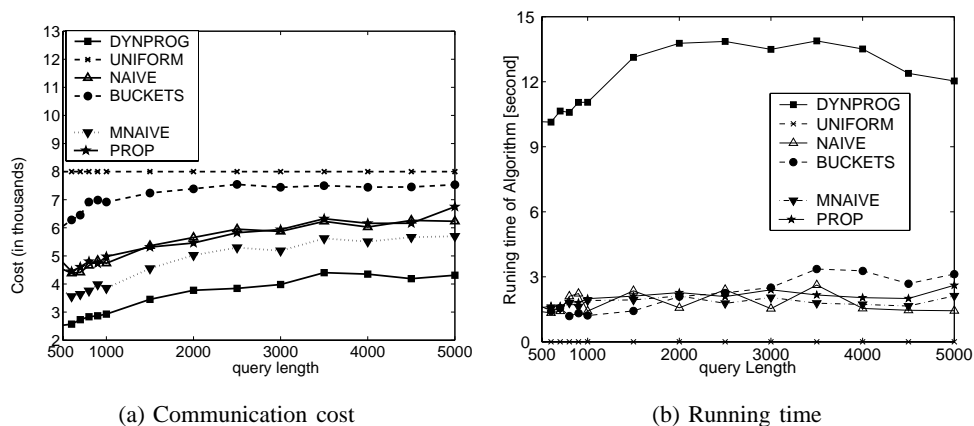 13
12
11
10
9
8
7
6
5
4
3
2
500
1000
2000
3000
4000
5000
query length
Cost (in thousands)
DYNPROG
UNIFORM
NAIVE
BUCKETS
MNAIVE
PROP
(a) Communication cost
15
12
9
6
3
0
500
1000
2000
3000
4000
5000
query Length
Runing time of Algorithm [second]
DYNPROG
UNIFORM
NAIVE
BUCKETS
MNAIVE
PROP
(b) Running time